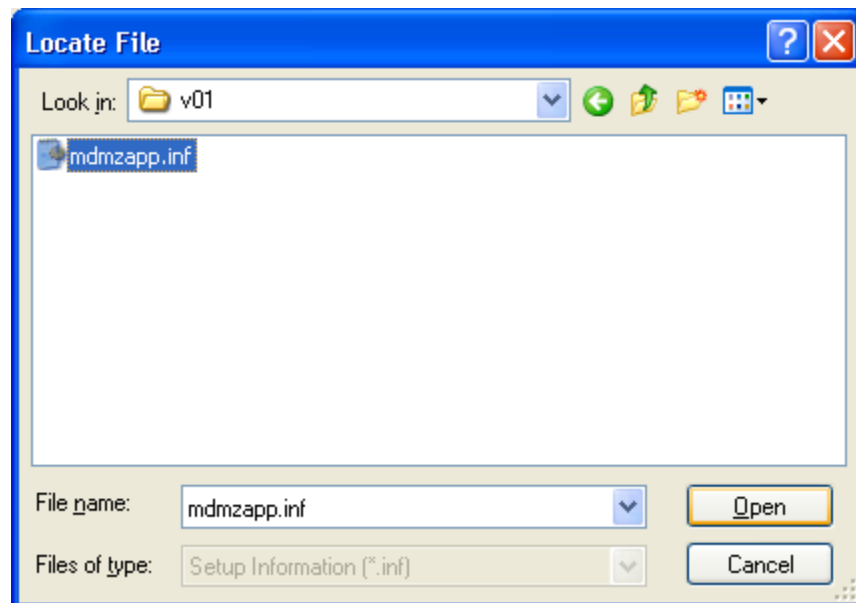 Locate File
Look in: v01
mdmzapp.inf
File name: mdmzapp.inf Open
Files of type: Setup Information (*.inf) Cancel